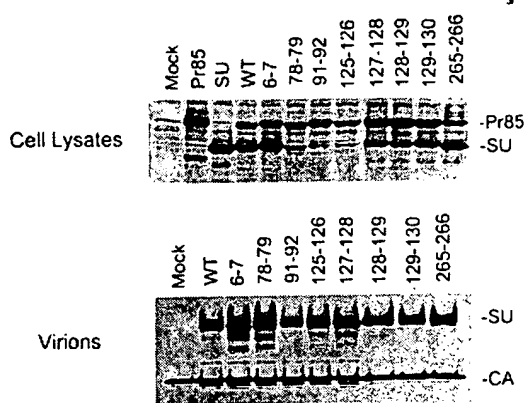 Mock Pr85 SU WT 6-7 78-79 91-92 125-126 127-128 128-129 129-130 265-266
Cell Lysates
-Pr85
-SU
Mock WT 6-7 78-79 91-92 125-126 127-128 128-129 129-130 265-266
Virions
-SU
-CA